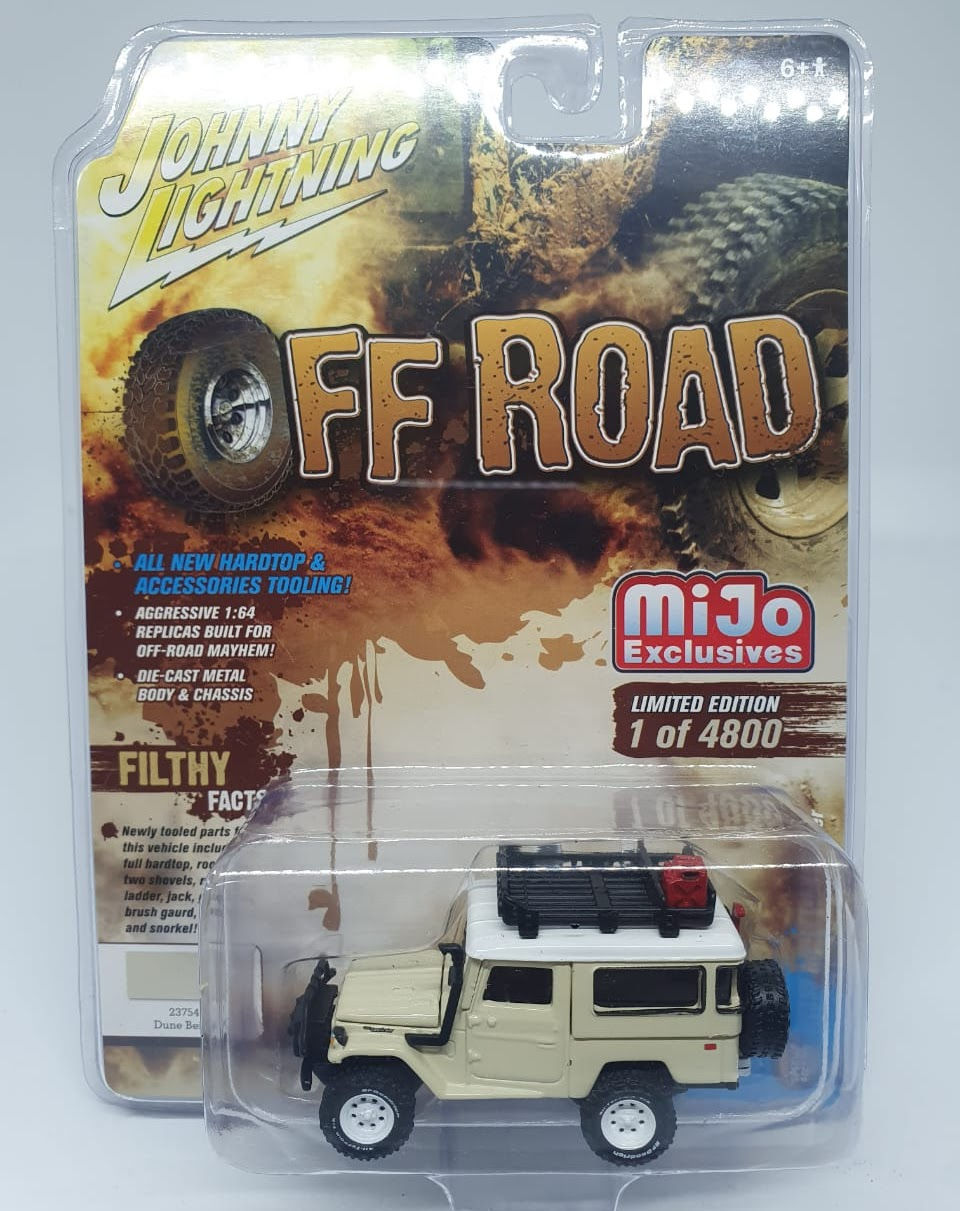 6+
JOHNNY
LIGHTNING
OFF ROAD
• ALL NEW HARDTOP &
ACCESSORIES TOOLING!
• AGGRESSIVE 1:64
REPLICAS BUILT FOR
OFF-ROAD MAYHEM!
• DIE-CAST METAL
BODY & CHASSIS
MiJo
Exclusives
LIMITED EDITION
1 of 4800
FILTHY
FACTS
Newly tooled parts
this vehicle
full hardtop,
two shovels,
ladder, jack,
brush gaurd,
and snorkel!
23754
Dune